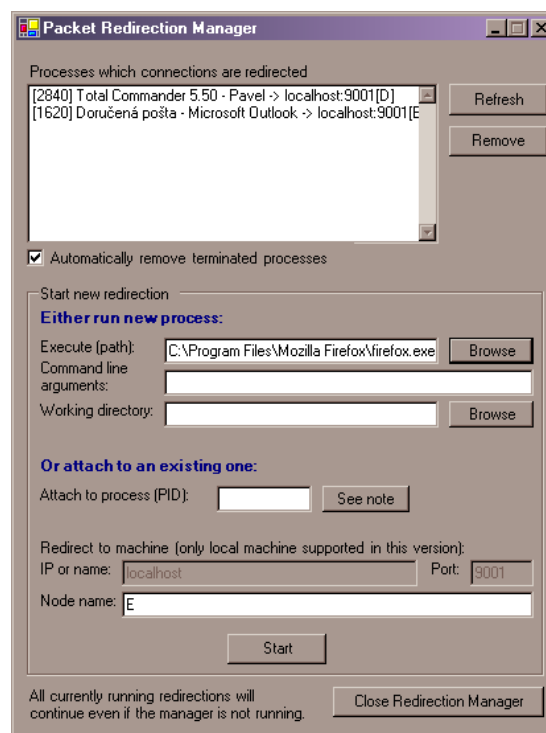 Packet Redirection Manager
Processes which connections are redirected
[2840] Total Commander 5.50 - Pavel -> localhost:9001[D]
[1620] Doručená pošta - Microsoft Outlook -> localhost:9001[E
Refresh
Remove
Automatically remove terminated processes
Start new redirection
Either run new process:
Execute (path): C:\Program Files\Mozilla Firefox\firefox.exe Browse
Command line
arguments:
Working directory: Browse
Or attach to an existing one:
Attach to process (PID): See note
Redirect to machine (only local machine supported in this version):
IP or name: localhost Port: 9001
Node name: E
Start
All currently running redirections will
continue even if the manager is not running.
Close Redirection Manager